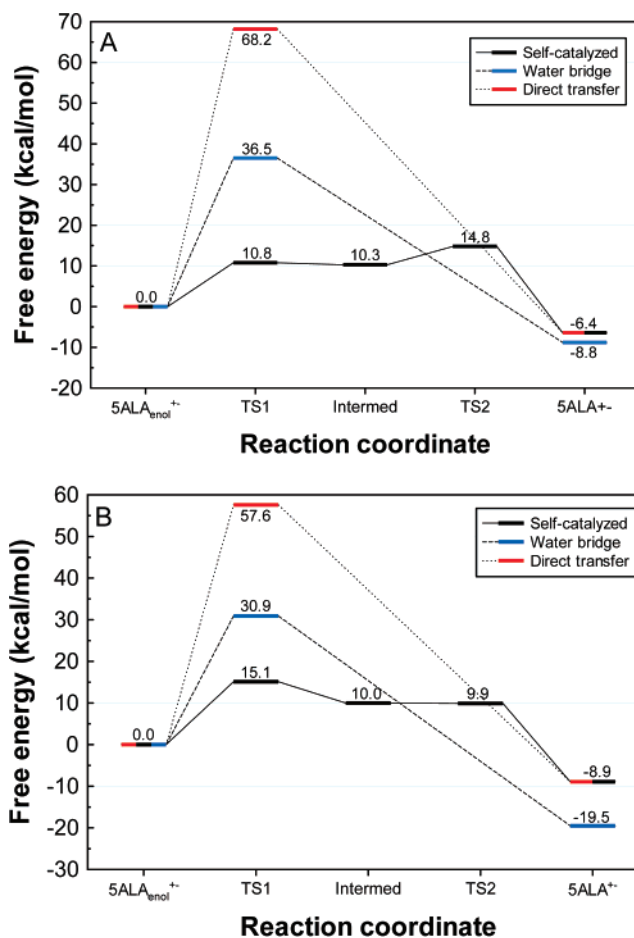 A
Free energy (kcal/mol)
70
60
50
40
30
20
10
0
-10
-20
68.2
36.5
10.8
10.3
14.8
0.0
-6.4
-8.8
Self-catalyzed
Water bridge
Direct transfer
5ALAenol+- TS1 Intermed TS2 5ALA+-
Reaction coordinate
B
Free energy (kcal/mol)
60
50
40
30
20
10
0
-10
-20
-30
57.6
30.9
15.1
10.0
9.9
0.0
-8.9
-19.5
Self-catalyzed
Water bridge
Direct transfer
5ALAenol+- TS1 Intermed TS2 5ALA+-
Reaction coordinate